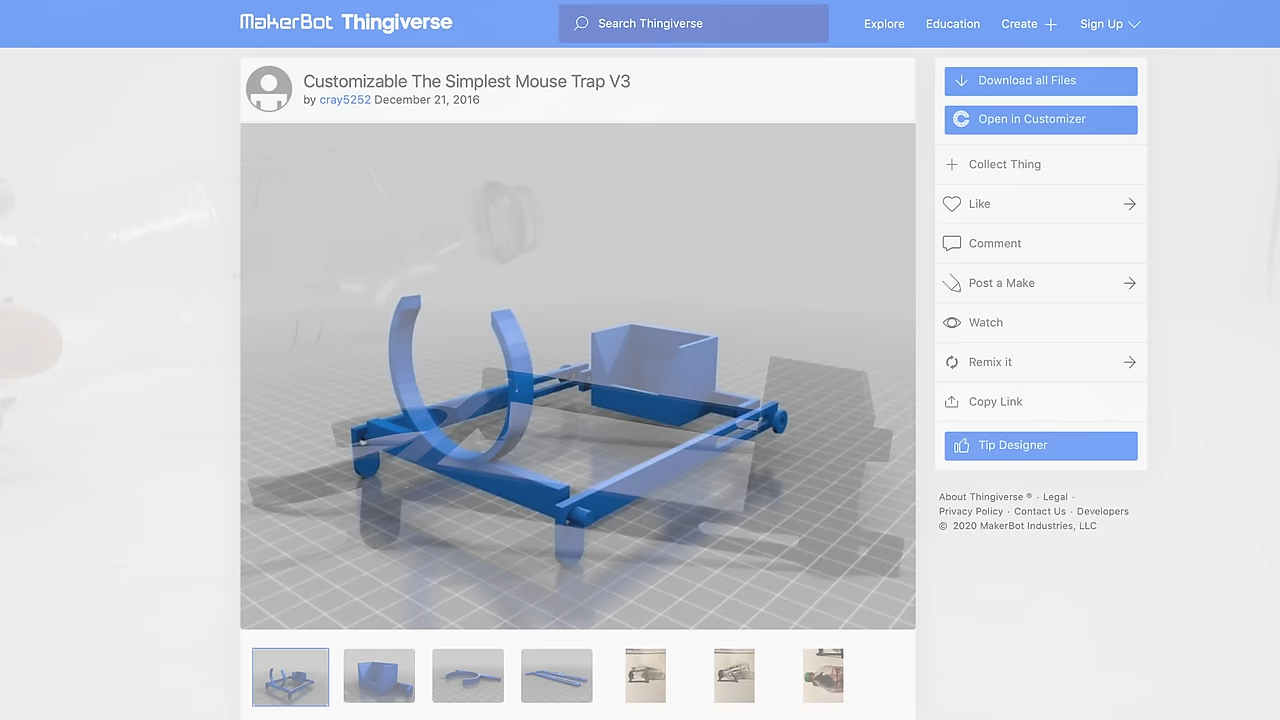 MakerBot Thingiverse
Search Thingiverse
Explore
Education
Create
Sign Up
Customizable The Simplest Mouse Trap V3
by cray5252 December 21, 2016
Download all Files
Open in Customizer
Collect Thing
Like
Comment
Post a Make
Watch
Remix it
Copy Link
Tip Designer
About Thingiverse ® · Legal ·
Privacy Policy · Contact Us · Developers
© 2020 MakerBot Industries, LLC